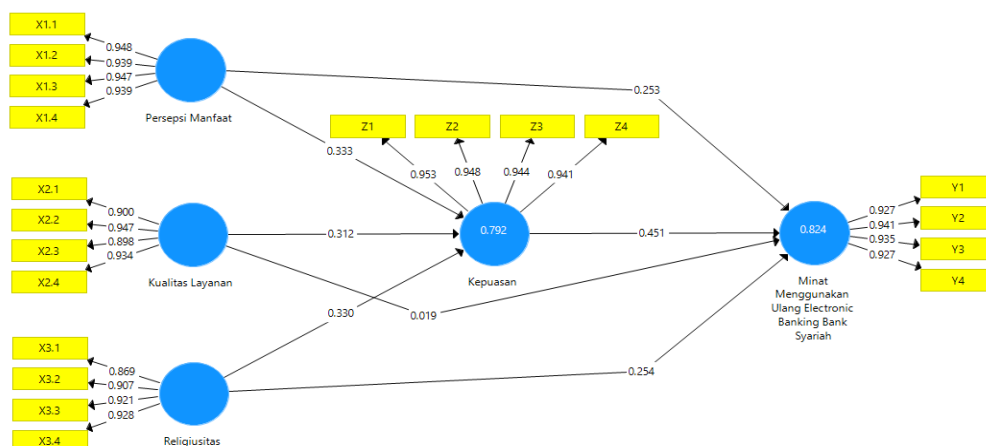 X1.1
X1.2
X1.3
X1.4
0.948
0.939
0.947
0.939
Persepsi Manfaat
0.253
0.333
Z1
Z2
Z3
Z4
0.953
0.948
0.944
0.941
X2.1
X2.2
X2.3
X2.4
0.900
0.947
0.898
0.934
Kualitas Layanan
0.312
0.792
Kepuasan
0.451
0.019
0.824
Minat
Menggunakan
Ulang Electronic
Banking Bank
Syariah
0.927
0.941
0.935
0.927
Y1
Y2
Y3
Y4
0.330
0.254
X3.1
X3.2
X3.3
X3.4
0.869
0.907
0.921
0.928
Religiusitas